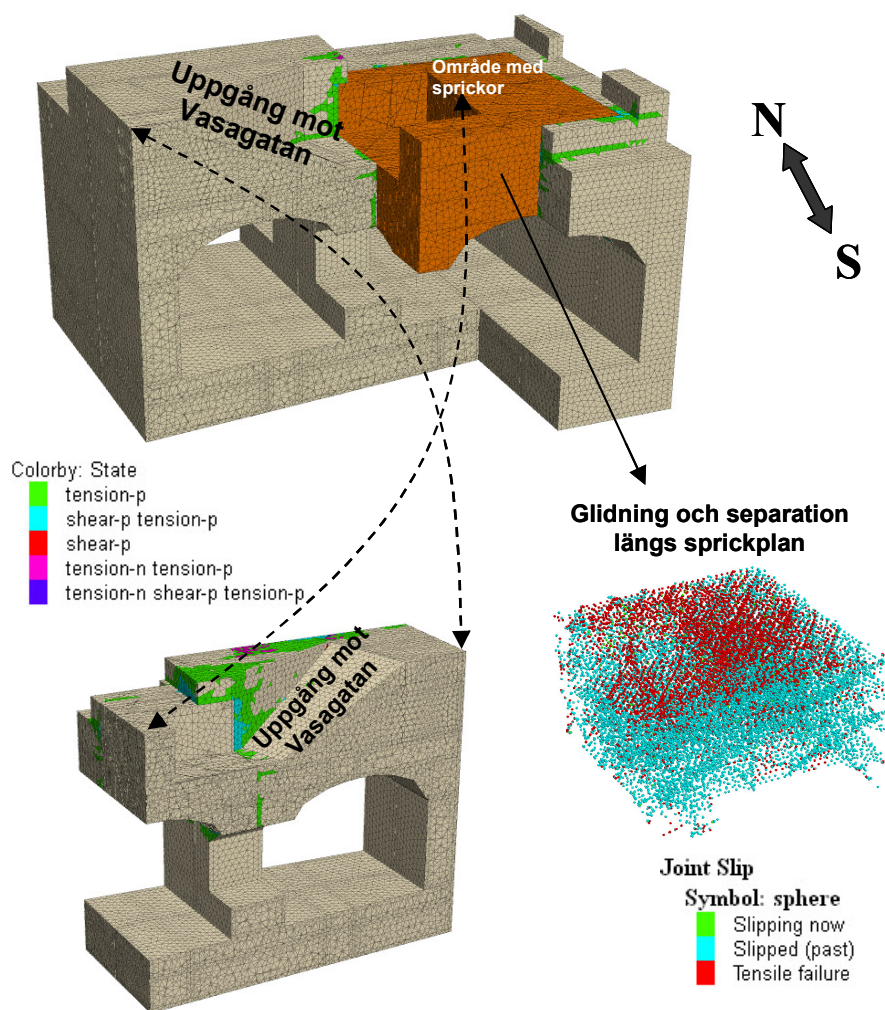 Uppgång mot
Vasagatan
Område med
sprickor
N
S
Colorby: State
tension-p
shear-p tension-p
shear-p
tension-n tension-p
tension-n shear-p tension-p
Glidning och separation
längs sprickplan
Uppgång mot
Vasagatan
Joint Slip
Symbol: sphere
Slipping now
Slipped (past)
Tensile failure